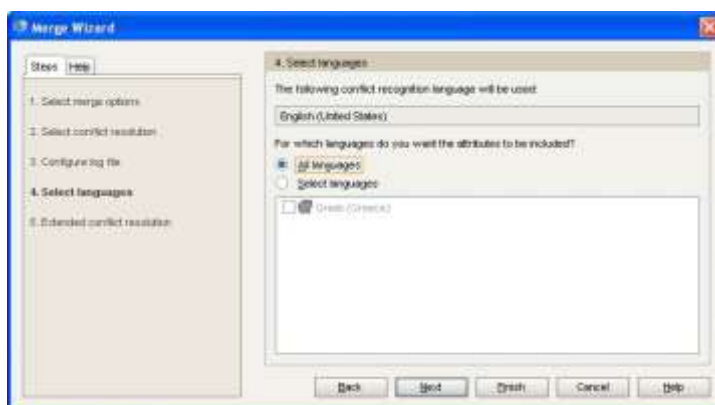 Merge Wizard
Steps Help
1. Select merge options
2. Select conflict resolution
3. Configure log file
4. Select languages
5. Extended conflict resolution
4. Select languages
The following conflict recognition language will be used:
English (United States)
For which languages do you want the attributes to be included?
All languages
Select languages
Greek (Greece)
Back Next Finish Cancel Help